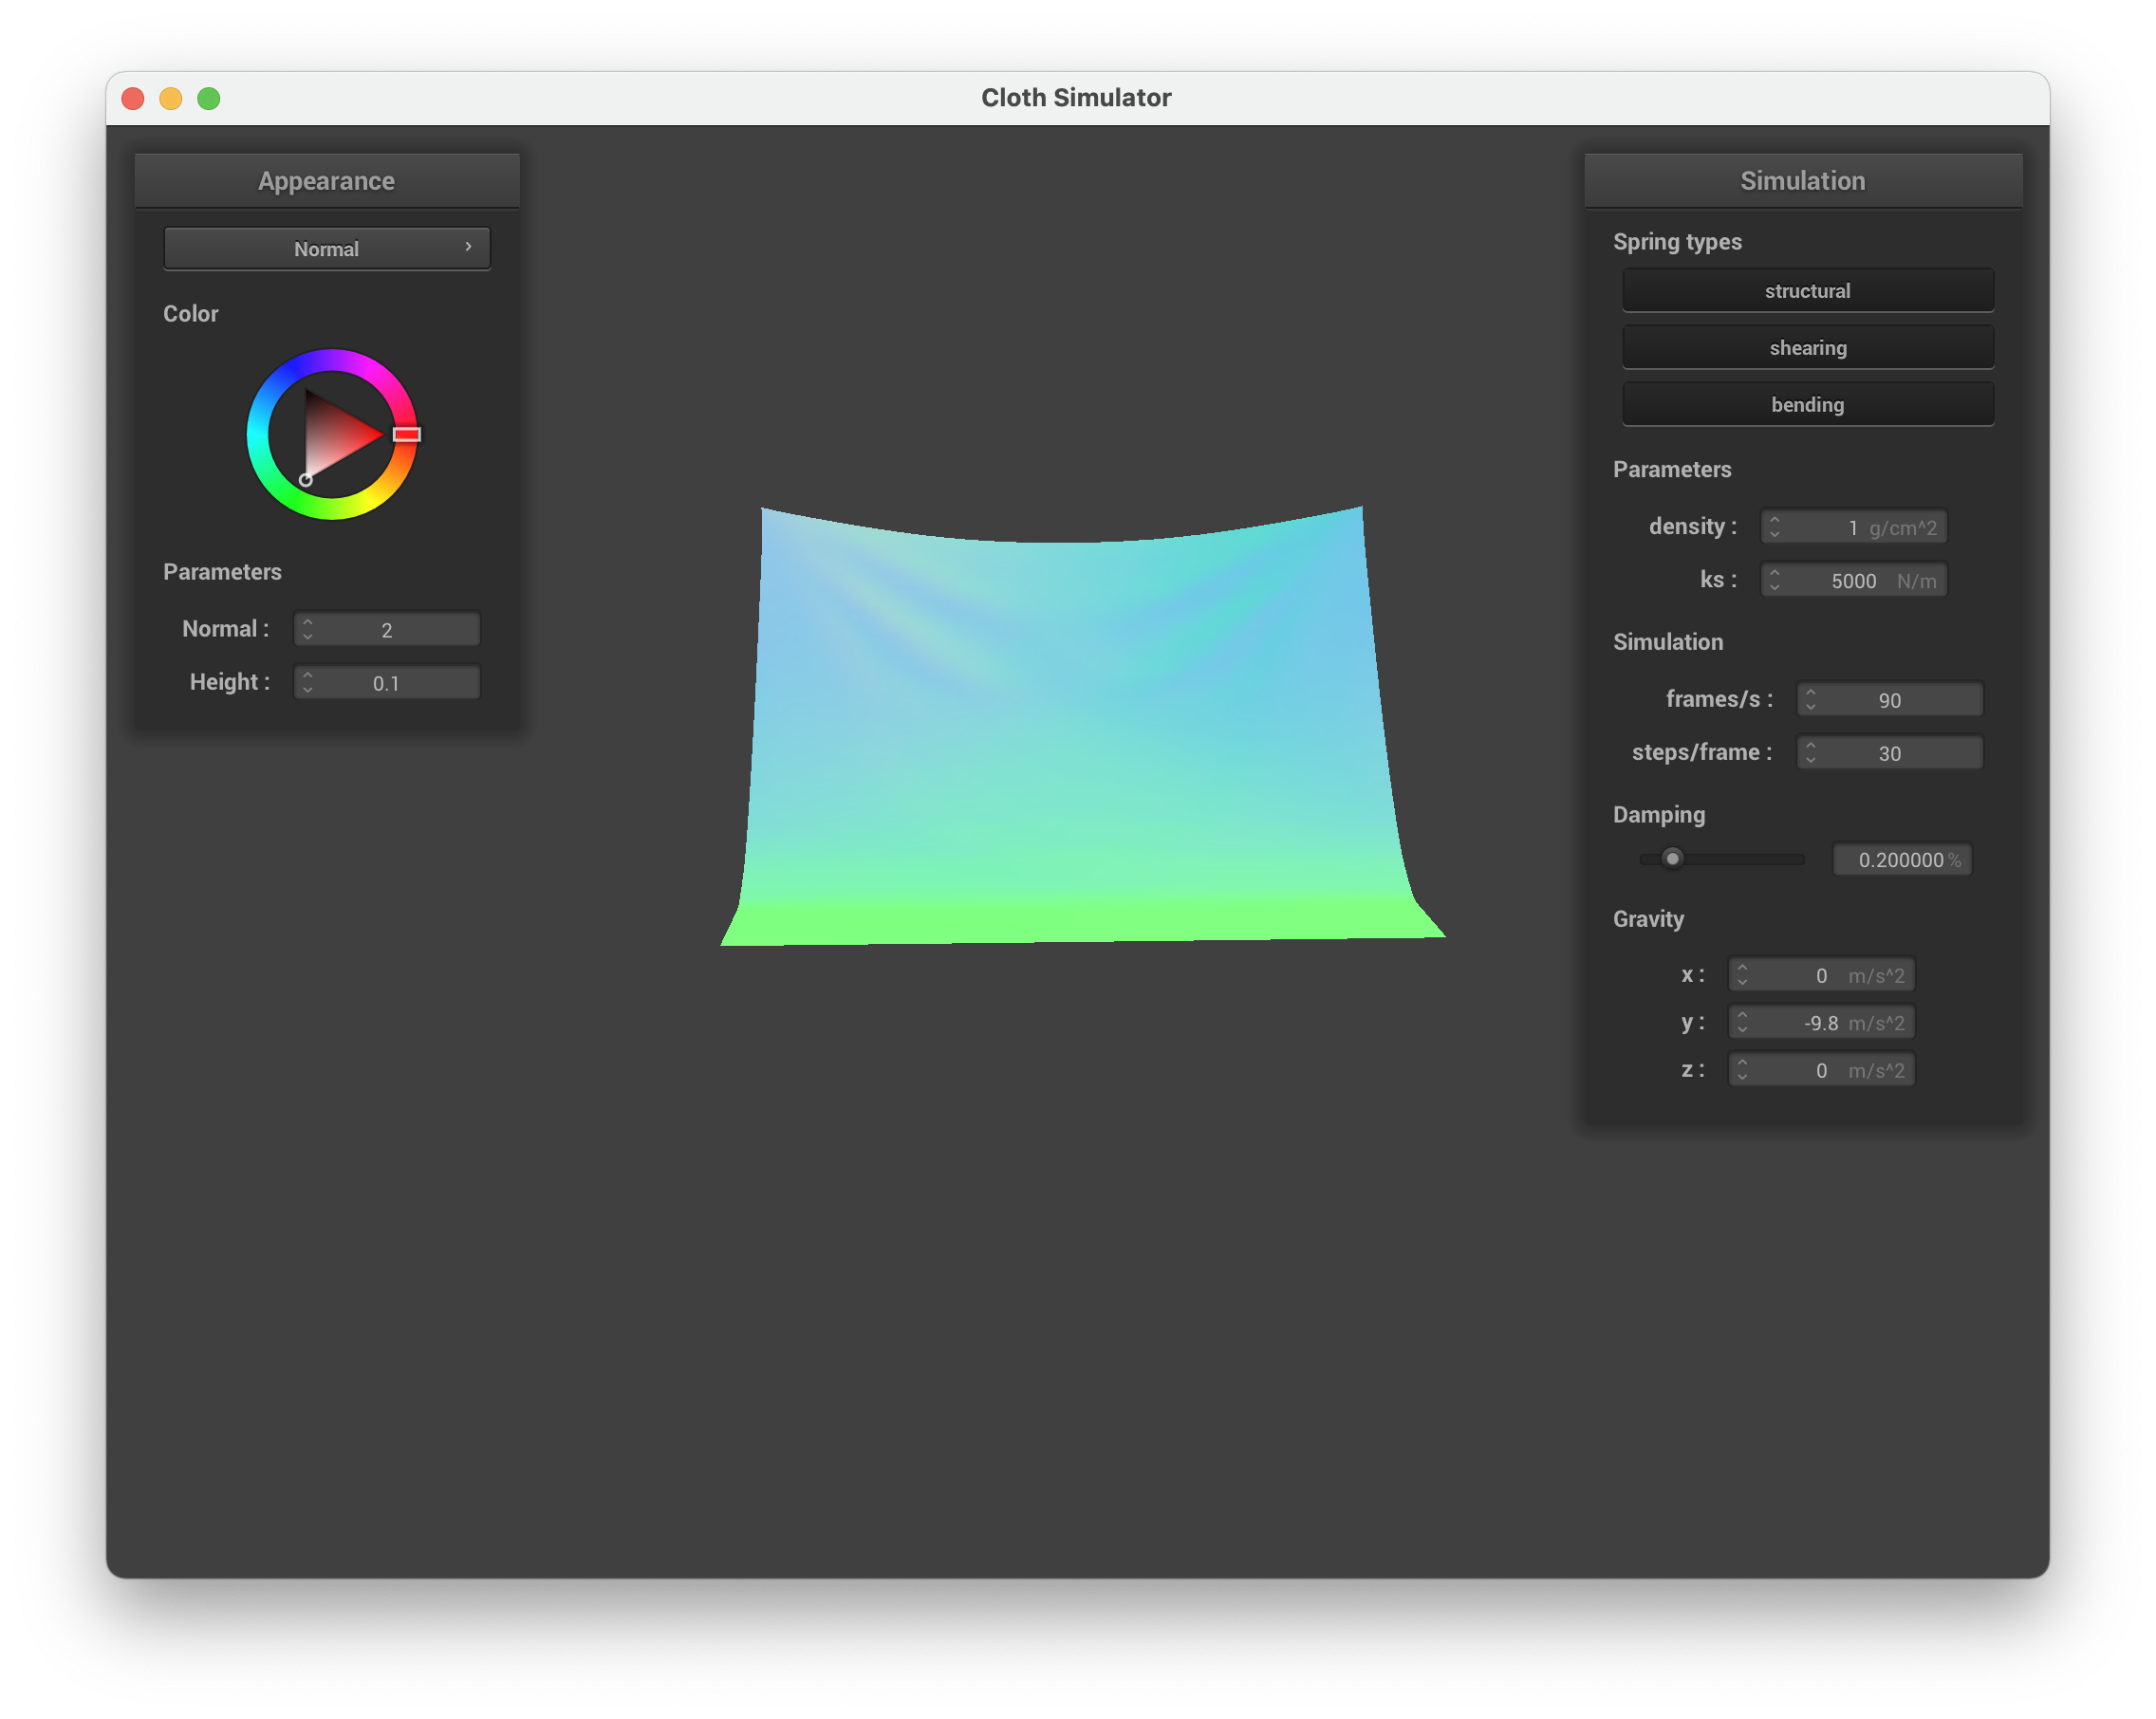 Cloth Simulator
Appearance
Normal
Color
Parameters
Normal : 2
Height : 0.1
Simulation
Spring types
structural
shearing
bending
Parameters
density : 1 g/cm^2
ks : 5000 N/m
Simulation
frames/s : 90
steps/frame : 30
Damping
0.200000 %
Gravity
x : 0 m/s^2
y : -9.8 m/s^2
z : 0 m/s^2